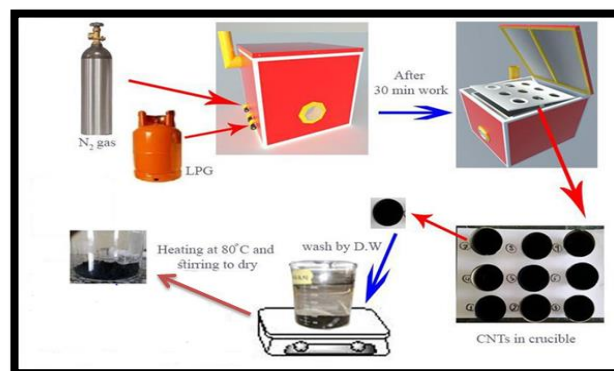 N₂ gas
LPG
After
30 min work
CNTs in crucible
wash by D.W
Heating at 80°C and
stirring to dry